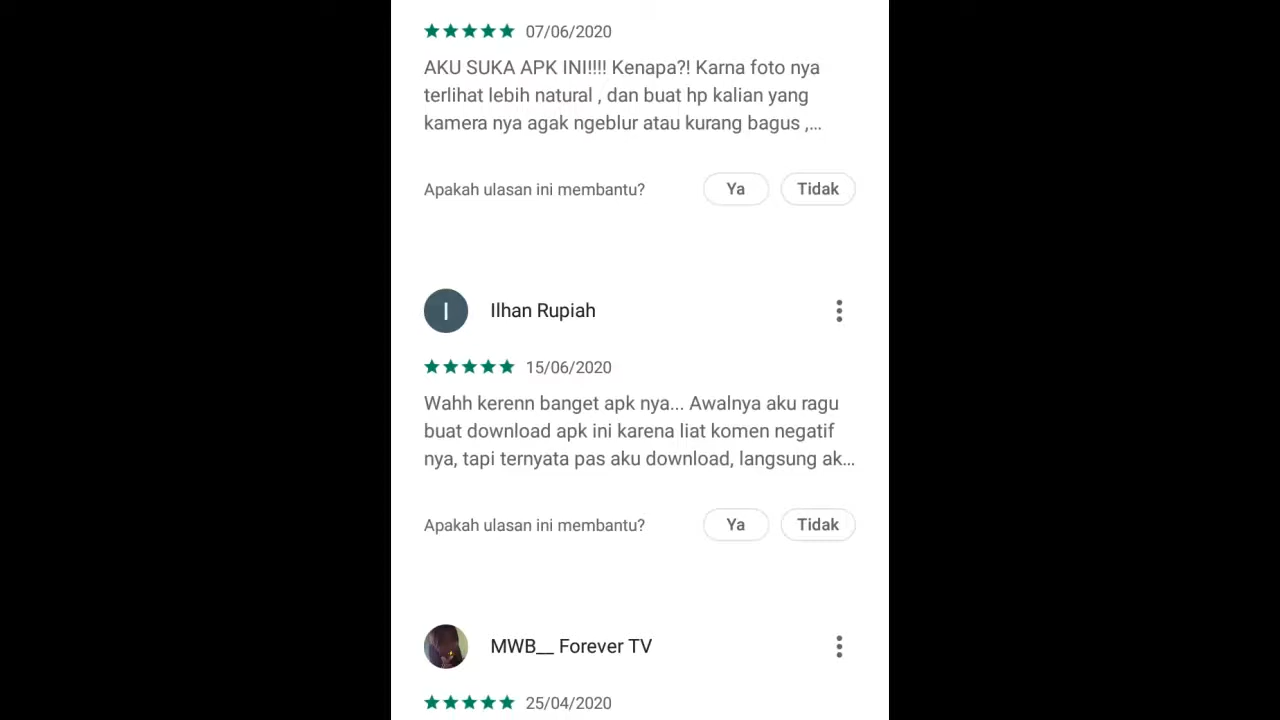 07/06/2020
AKU SUKA APK INI!!!! Kenapa?! Karna foto nya
terlihat lebih natural , dan buat hp kalian yang
kamera nya agak ngeblur atau kurang bagus ,...
Apakah ulasan ini membantu? Ya Tidak
I Ilhan Rupiah
15/06/2020
Wahh kerenn banget apk nya... Awalnya aku ragu
buat download apk ini karena liat komen negatif
nya, tapi ternyata pas aku download, langsung ak...
Apakah ulasan ini membantu? Ya Tidak
MWB__ Forever TV
25/04/2020